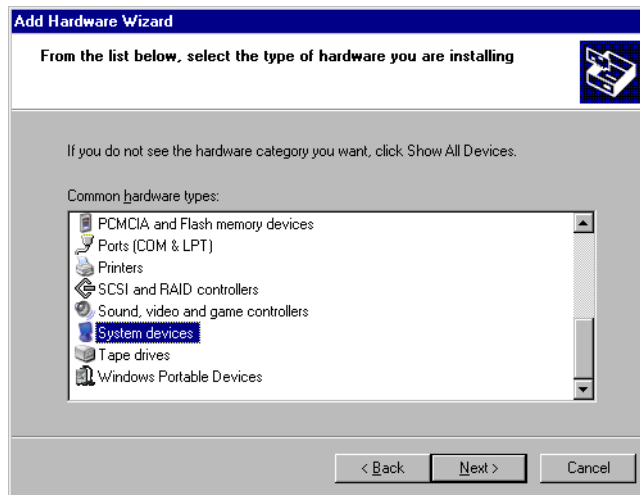 Add Hardware Wizard
From the list below, select the type of hardware you are installing
If you do not see the hardware category you want, click Show All Devices.
Common hardware types:
PCMCIA and Flash memory devices
Ports (COM & LPT)
Printers
SCSI and RAID controllers
Sound, video and game controllers
System devices
Tape drives
Windows Portable Devices
< Back Next > Cancel